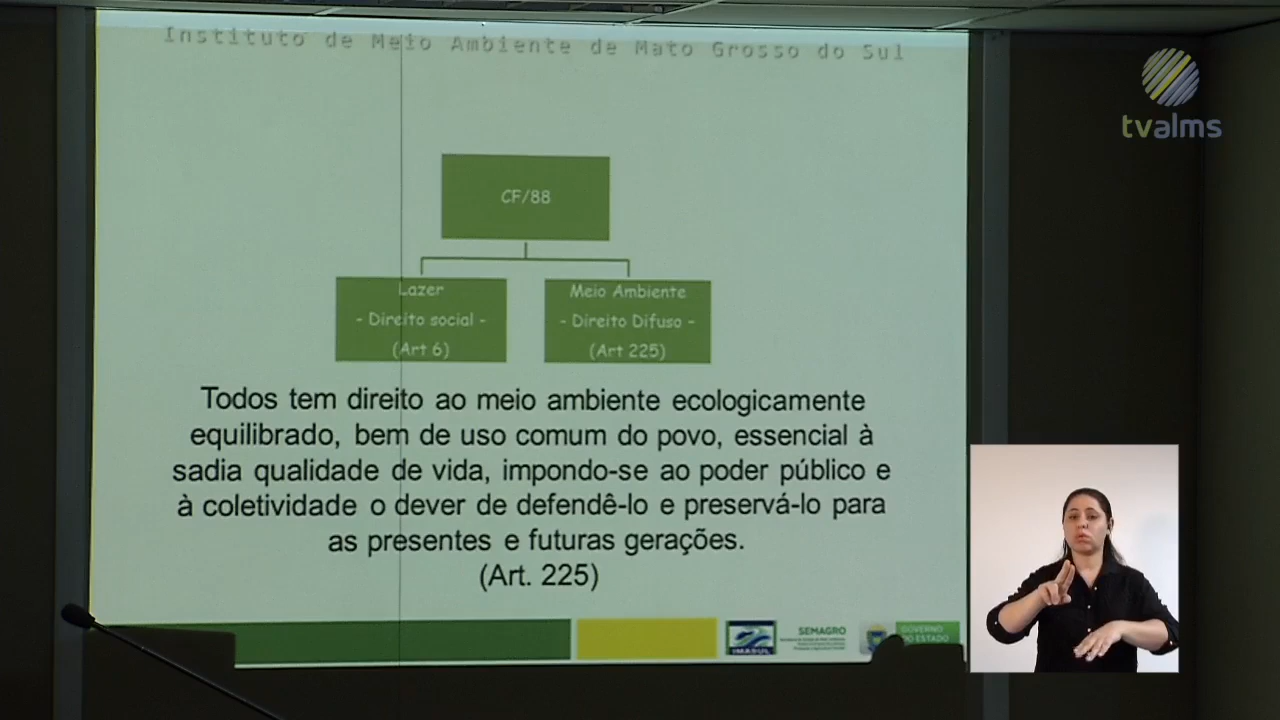 Instituto de Meio Ambiente de Mato Grosso do Sul
tvalms
CF/88
Lazer
- Direito social -
(Art 6)
Meio Ambiente
- Direito Difuso -
(Art 225)
Todos tem direito ao meio ambiente ecologicamente
equilibrado, bem de uso comum do povo, essencial à
sadia qualidade de vida, impondo-se ao poder público e
à coletividade o dever de defendê-lo e preservá-lo para
as presentes e futuras gerações.
(Art. 225)
IMASUL
SEMAGRO
GOVERNO
DO ESTADO